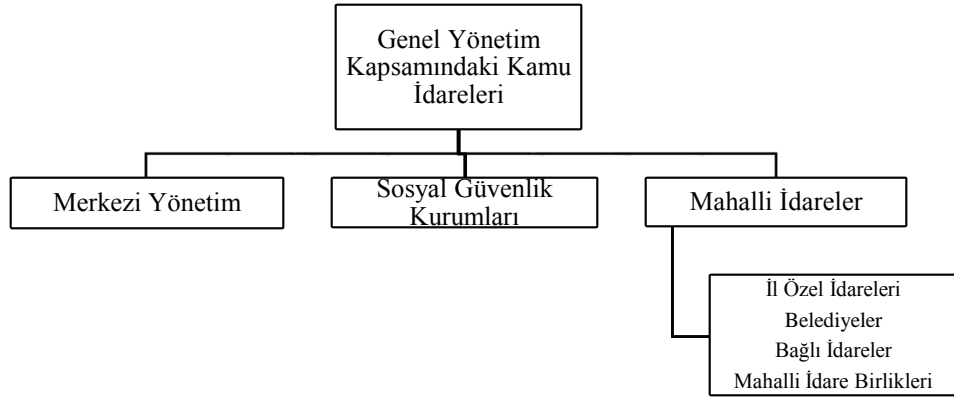 Genel Yönetim
Kapsamındaki Kamu
İdareleri
Merkezi Yönetim
Sosyal Güvenlik
Kurumları
Mahalli İdareler
İl Özel İdareleri
Belediyeler
Bağlı İdareler
Mahalli İdare Birlikleri